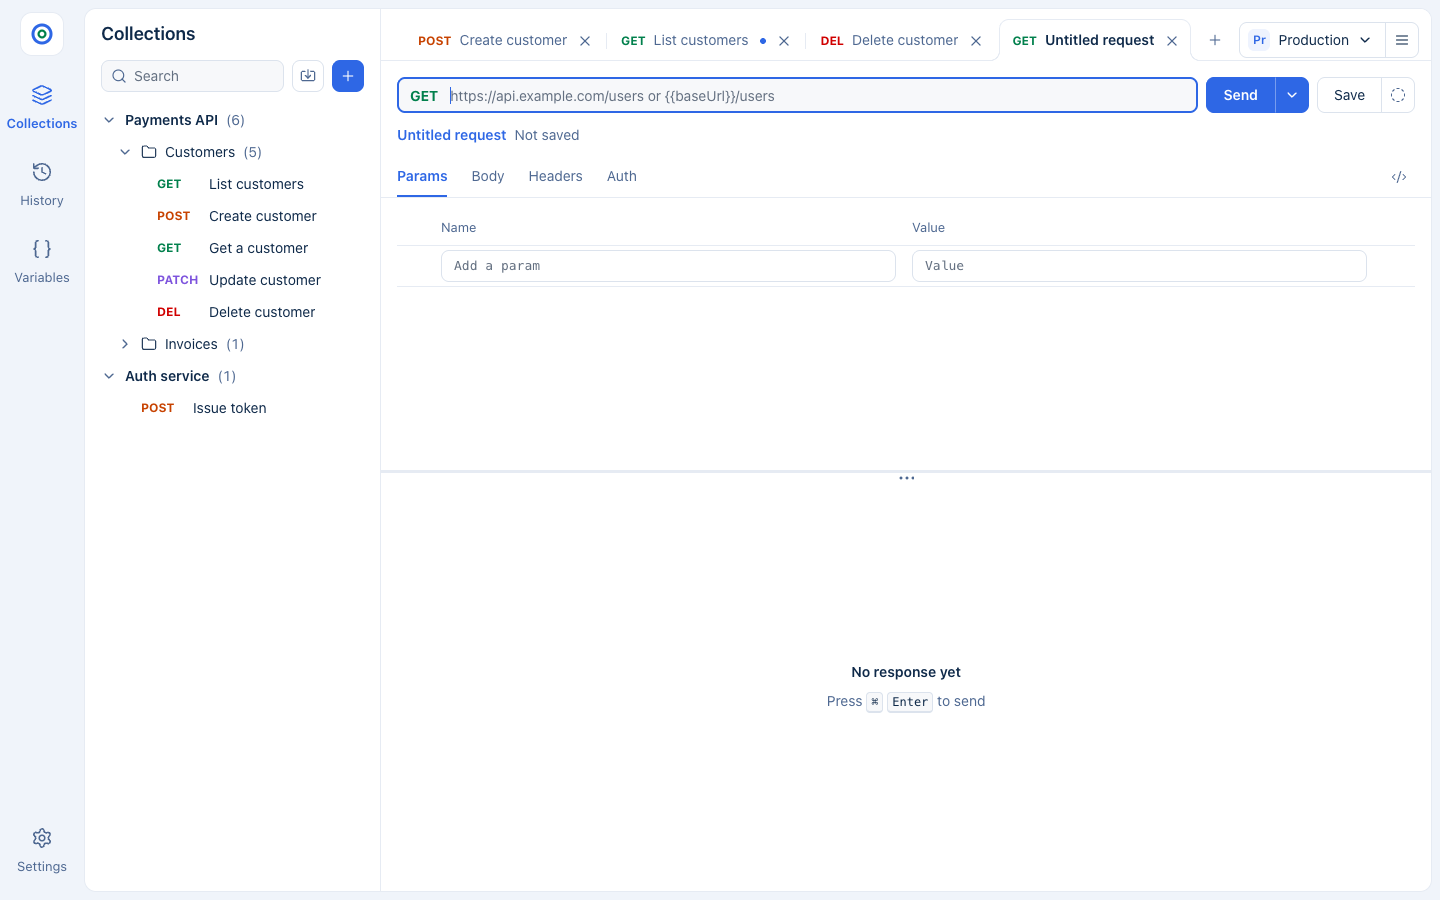 Collections
History
Variables
Settings
Collections
Search
Payments API (6)
Customers (5)
GET List customers
POST Create customer
GET Get a customer
PATCH Update customer
DEL Delete customer
Invoices (1)
Auth service (1)
POST Issue token
POST Create customer
GET List customers
DEL Delete customer
GET Untitled request
Pr Production
GET https://api.example.com/users or {{baseUrl}}/users
Send
Save
Untitled request Not saved
Params Body Headers Auth
Name Value
Add a param Value
No response yet
Press ⌘ Enter to send